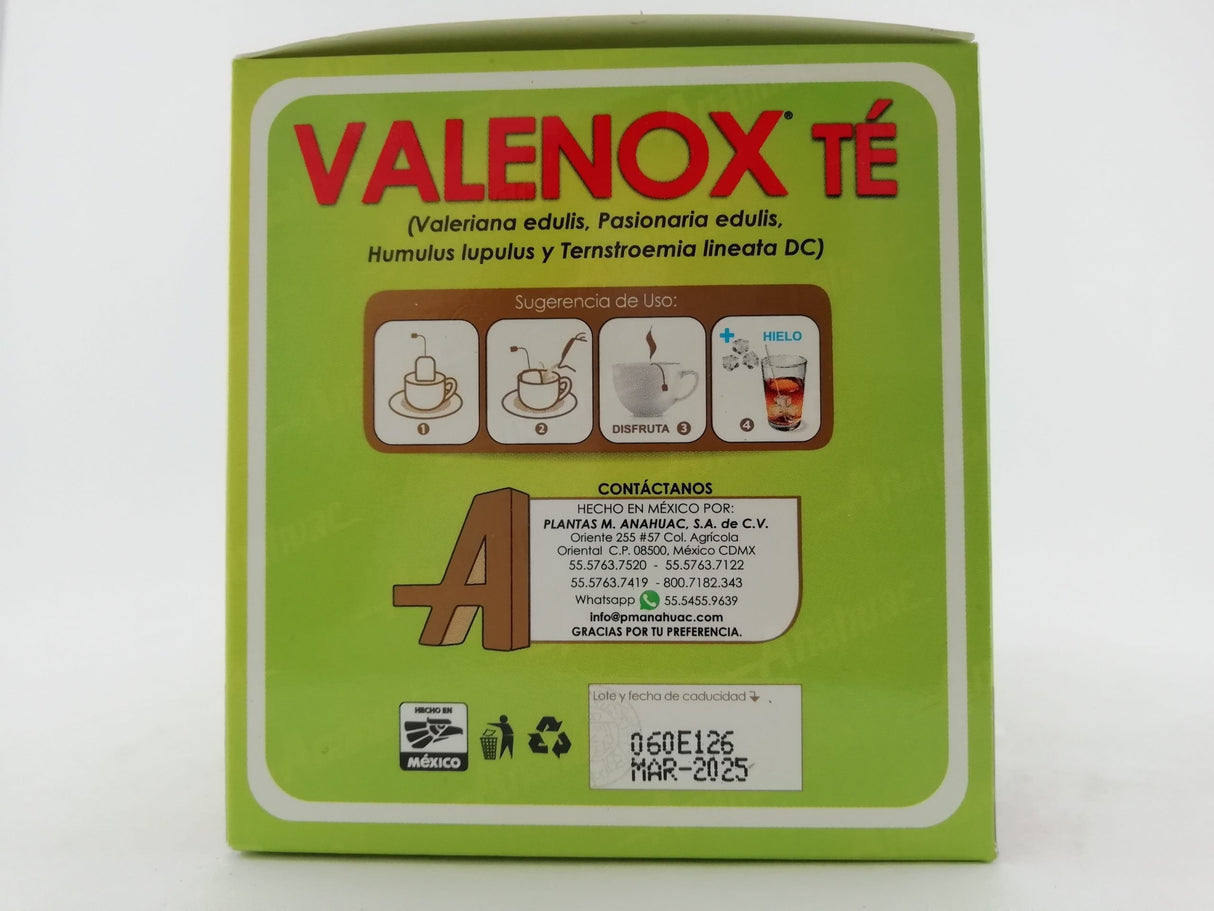 VALENOX® TÉ
(Valeriana edulis, Pasionaria edulis,
Humulus lupulus y Ternstroemia lineata DC)
Sugerencia de Uso:
1
2
DISFRUTA 3
+ HIELO
4
CONTÁCTANOS
HECHO EN MÉXICO POR:
PLANTAS M. ANAHUAC, S.A. de C.V.
Oriente 255 #57 Col. Agrícola
Oriental C.P. 08500, México CDMX
55.5763.7520 - 55.5763.7122
55.5763.7419 - 800.7182.343
Whatsapp 55.5455.9639
info@pmanahuac.com
GRACIAS POR TU PREFERENCIA.
A
HECHO EN
MÉXICO
Lote y fecha de caducidad
060E126
MAR-2025
Anahuac